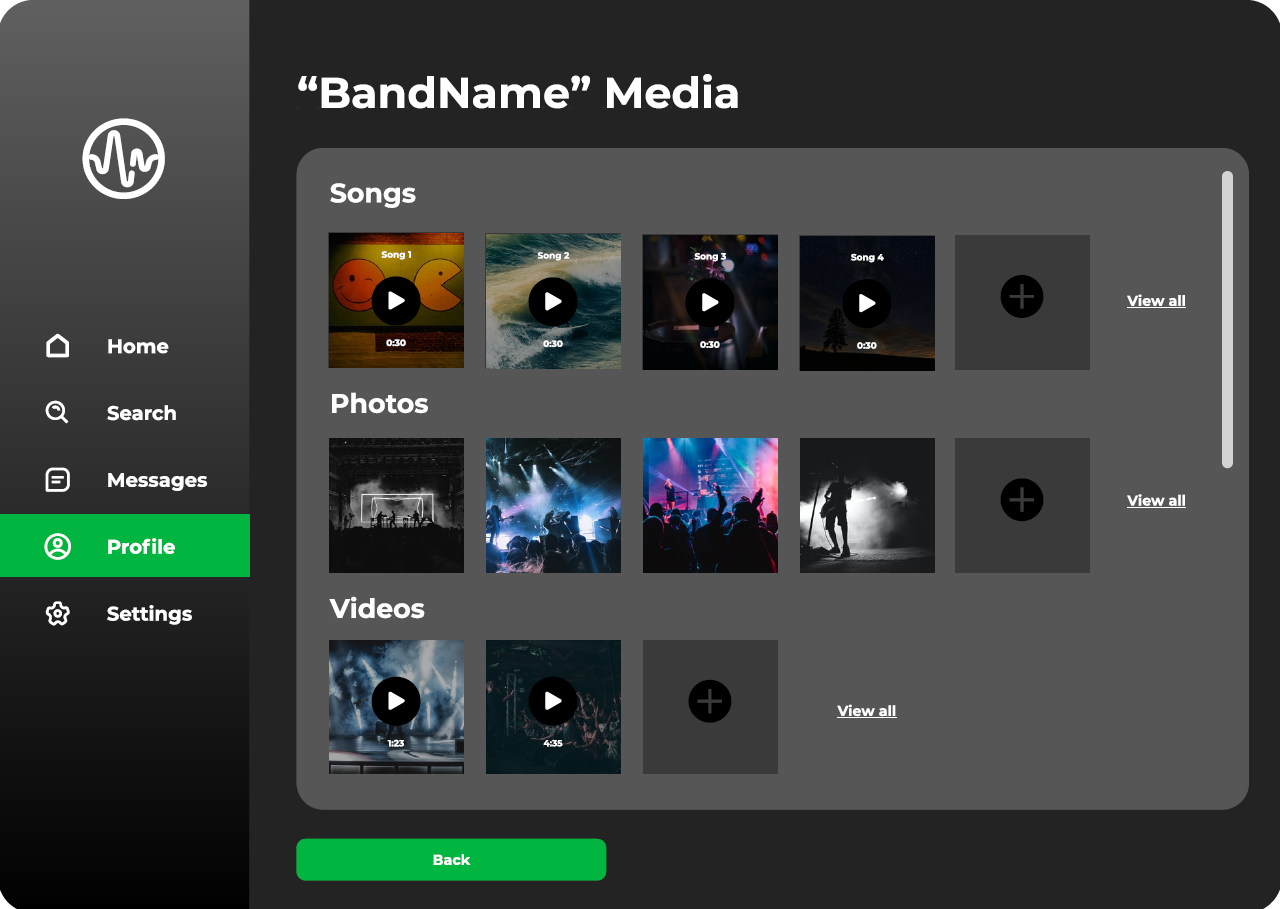 “BandName” Media
Songs
Song 1
0:30
Song 2
0:30
Song 3
0:30
Song 4
0:30
View all
Photos
View all
Videos
1:23
4:35
View all
Home
Search
Messages
Profile
Settings
Back